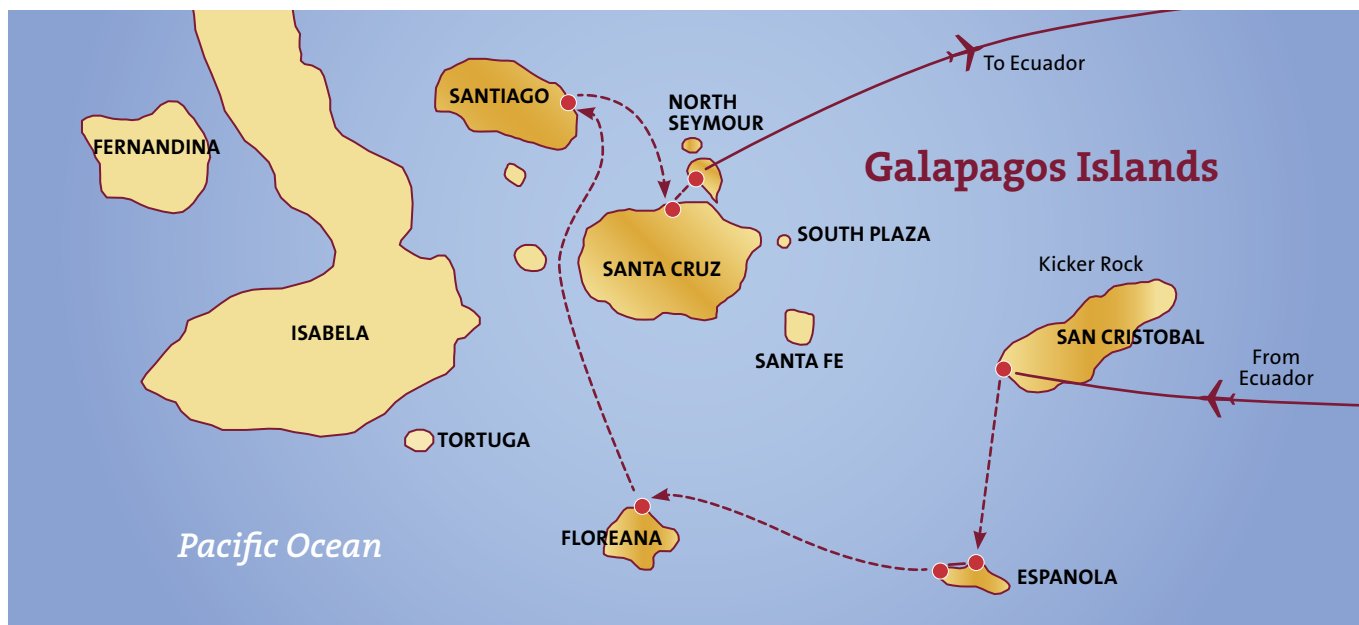 To Ecuador
SANTIAGO
NORTH
SEYMOUR
FERNANDINA
Galapagos Islands
SOUTH PLAZA
SANTA CRUZ
Kicker Rock
ISABELA
SAN CRISTOBAL
SANTA FE
From
Ecuador
TORTUGA
FLOREANA
Pacific Ocean
ESPANOLA